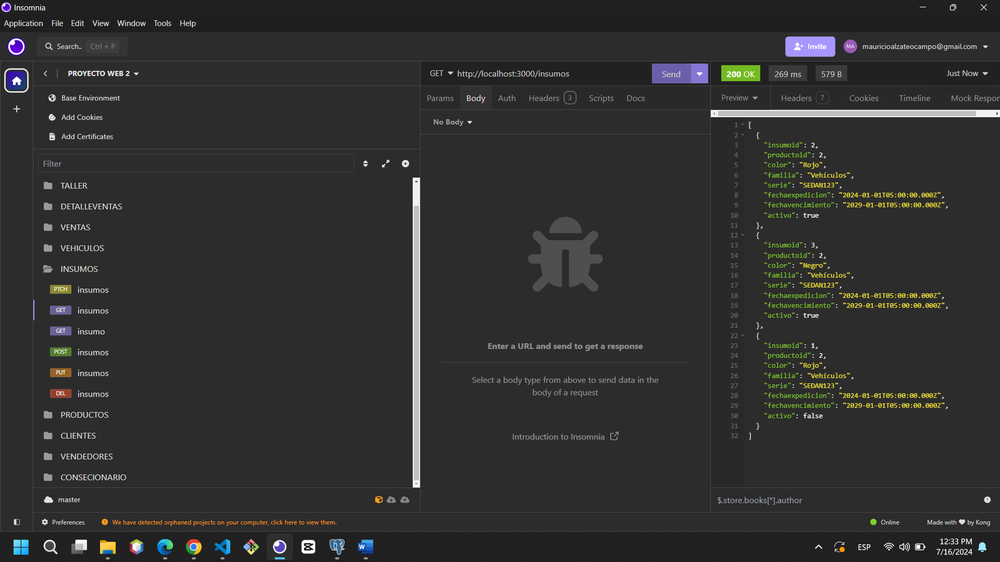 Insomnia
Application File Edit View Window Tools Help
Search.. Ctrl + P
Invite
MA mauricioalzateocampo@gmail.com
PROYECTO WEB 2
Base Environment
Add Cookies
Add Certificates
Filter
TALLER
DETALLEVENTAS
VENTAS
VEHICULOS
INSUMOS
PTCH insumos
GET insumos
GET insumo
POST insumos
PUT insumos
DEL insumos
PRODUCTOS
CLIENTES
VENDEDORES
CONSECIONARIO
master
GET http://localhost:3000/insumos Send
Params Body Auth Headers 3 Scripts Docs
No Body
Enter a URL and send to get a response
Select a body type from above to send data in the
body of a request
Introduction to Insomnia
200 OK 269 ms 579 B Just Now
Preview Headers 7 Cookies Timeline Mock Respor
1 [
2 {
3 "insumoid": 2,
4 "productoid": 2,
5 "color": "Rojo",
6 "familia": "Vehículos",
7 "serie": "SEDAN123",
8 "fechaexpedicion": "2024-01-01T05:00:00.000Z",
9 "fechavencimiento": "2029-01-01T05:00:00.000Z",
10 "activo": true
11 },
12 {
13 "insumoid": 3,
14 "productoid": 2,
15 "color": "Negro",
16 "familia": "Vehículos",
17 "serie": "SEDAN123",
18 "fechaexpedicion": "2024-01-01T05:00:00.000Z",
19 "fechavencimiento": "2029-01-01T05:00:00.000Z",
20 "activo": true
21 },
22 {
23 "insumoid": 1,
24 "productoid": 2,
25 "color": "Rojo",
26 "familia": "Vehículos",
27 "serie": "SEDAN123",
28 "fechaexpedicion": "2024-01-01T05:00:00.000Z",
29 "fechavencimiento": "2029-01-01T05:00:00.000Z",
30 "activo": false
31 }
32 ]
$.store.books[*].author
Preferences
We have detected orphaned projects on your computer, click here to view them.
Online
Made with ❤ by Kong
ESP
12:33 PM
7/16/2024